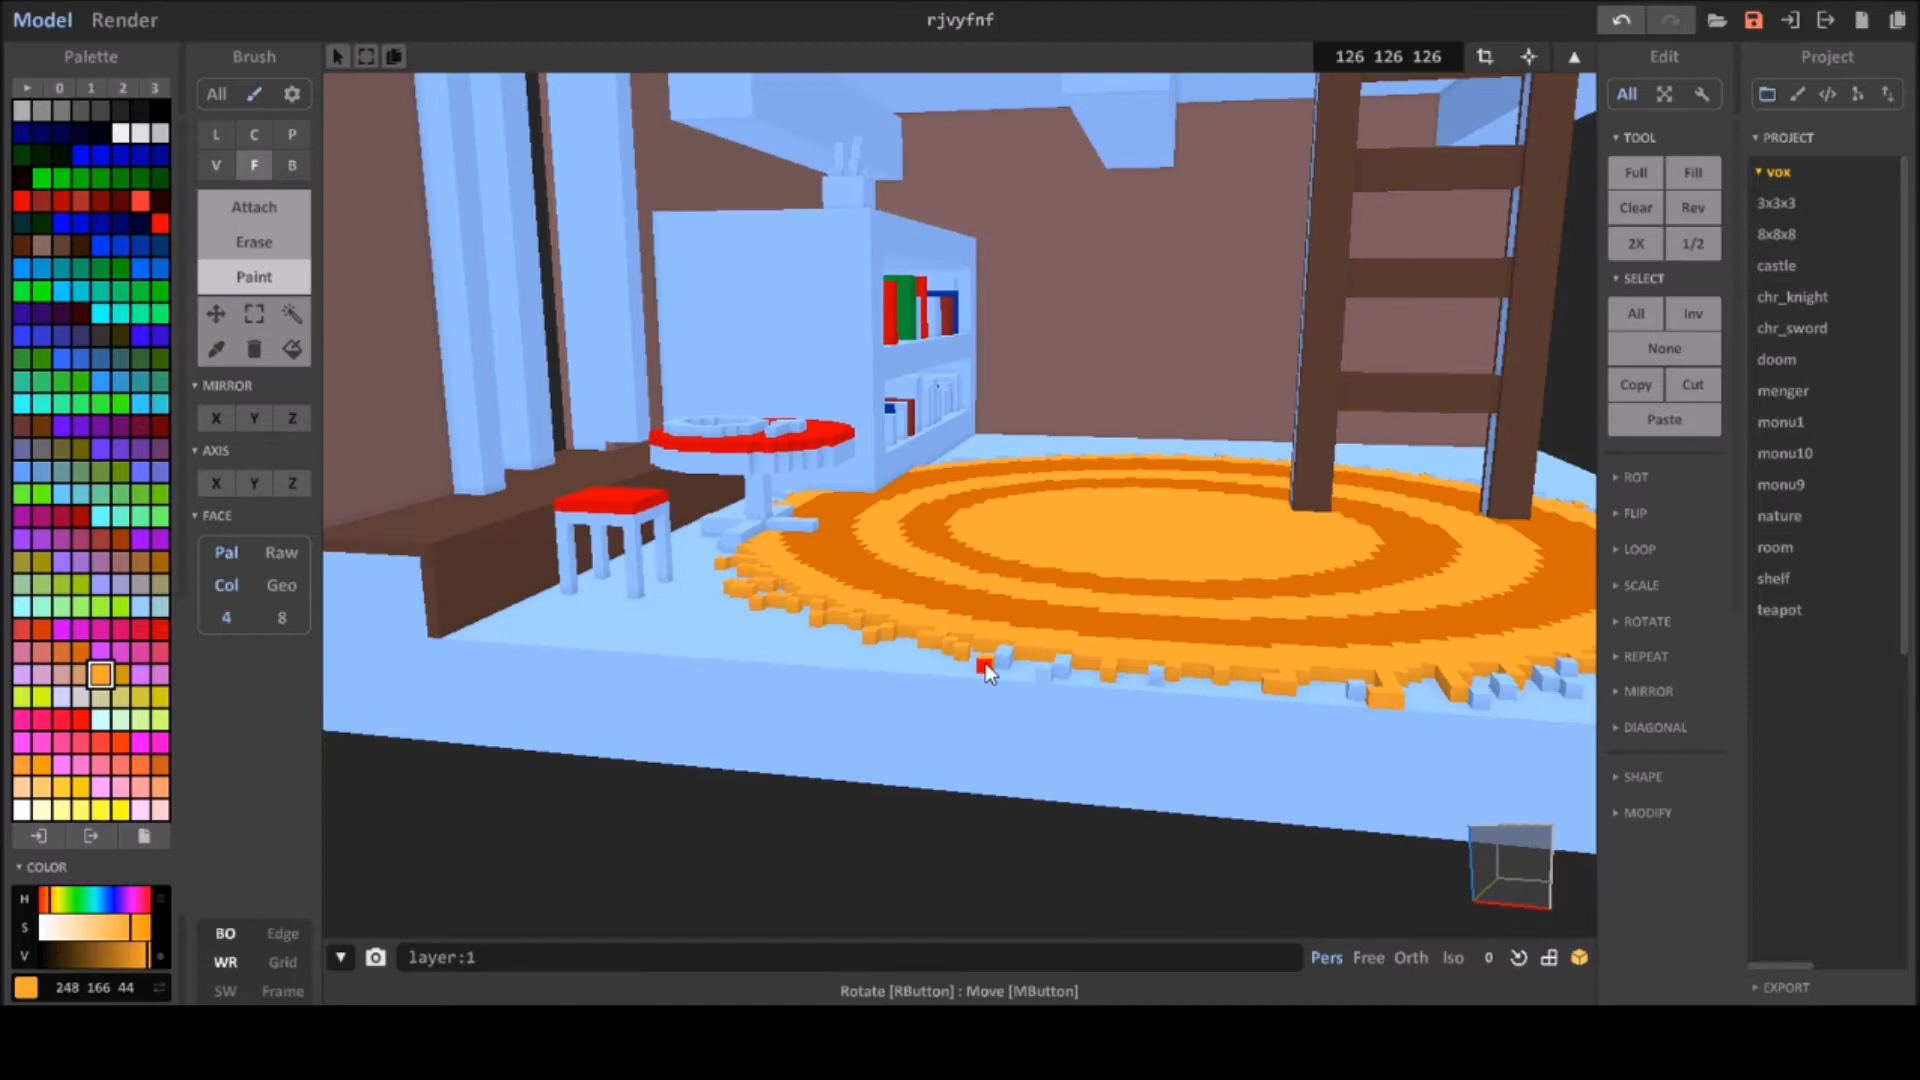 Model Render
rjvyfnf
Palette
0 1 2 3
COLOR
H
S
V
248 166 44
Brush
All
L C P
V F B
Attach
Erase
Paint
MIRROR
X Y Z
AXIS
X Y Z
FACE
Pal Raw
Col Geo
4 8
BO Edge
WR Grid
SW Frame
126 126 126
layer:1
Pers Free Orth Iso 0
Rotate [RButton] : Move [MButton]
Edit
All
TOOL
Full Fill
Clear Rev
2X 1/2
SELECT
All Inv
None
Copy Cut
Paste
ROT
FLIP
LOOP
SCALE
ROTATE
REPEAT
MIRROR
DIAGONAL
SHAPE
MODIFY
Project
PROJECT
vox
3x3x3
8x8x8
castle
chr_knight
chr_sword
doom
menger
monu1
monu10
monu9
nature
room
shelf
teapot
EXPORT